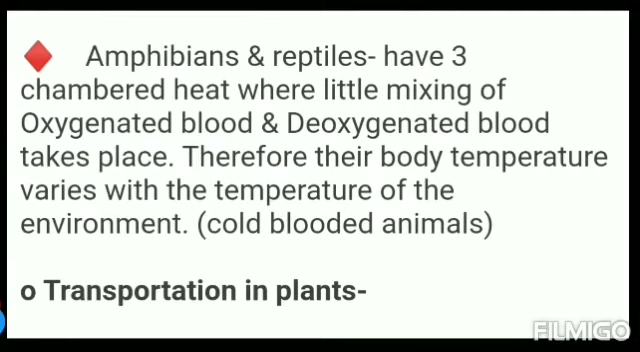 Amphibians & reptiles- have 3
chambered heat where little mixing of
Oxygenated blood & Deoxygenated blood
takes place. Therefore their body temperature
varies with the temperature of the
environment. (cold blooded animals)
o Transportation in plants-
FILMIGO